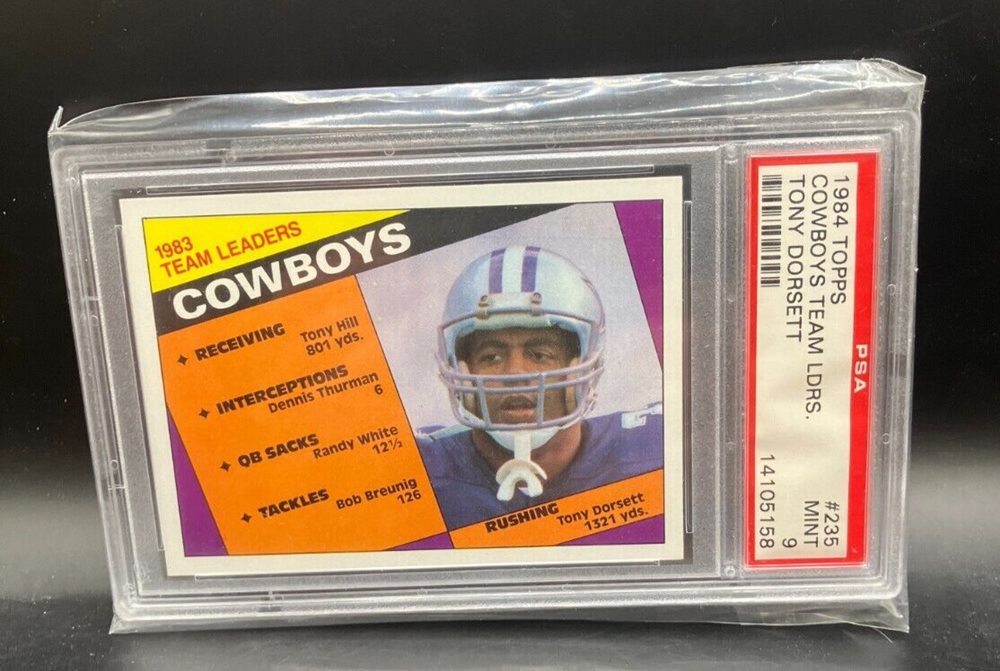 1983
TEAM LEADERS
COWBOYS
RECEIVING
Tony Hill
801 yds.
INTERCEPTIONS
Dennis Thurman
6
QB SACKS
Randy White
12½
TACKLES
Bob Breunig
126
RUSHING
Tony Dorsett
1321 yds.
PSA
1984 TOPPS #235
COWBOYS TEAM LDRS. MINT 9
TONY DORSETT 14105158